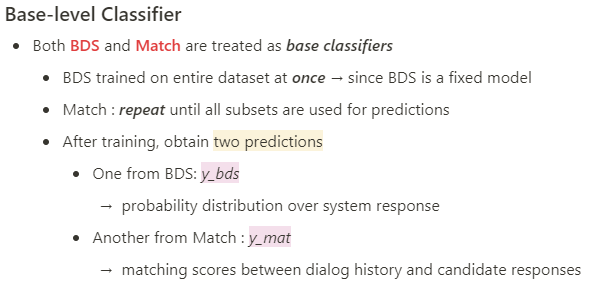 Base-level Classifier
• Both BDS and Match are treated as base classifiers
• BDS trained on entire dataset at once → since BDS is a fixed model
• Match : repeat until all subsets are used for predictions
• After training, obtain two predictions
• One from BDS: y_bds
→ probability distribution over system response
• Another from Match : y_mat
→ matching scores between dialog history and candidate responses